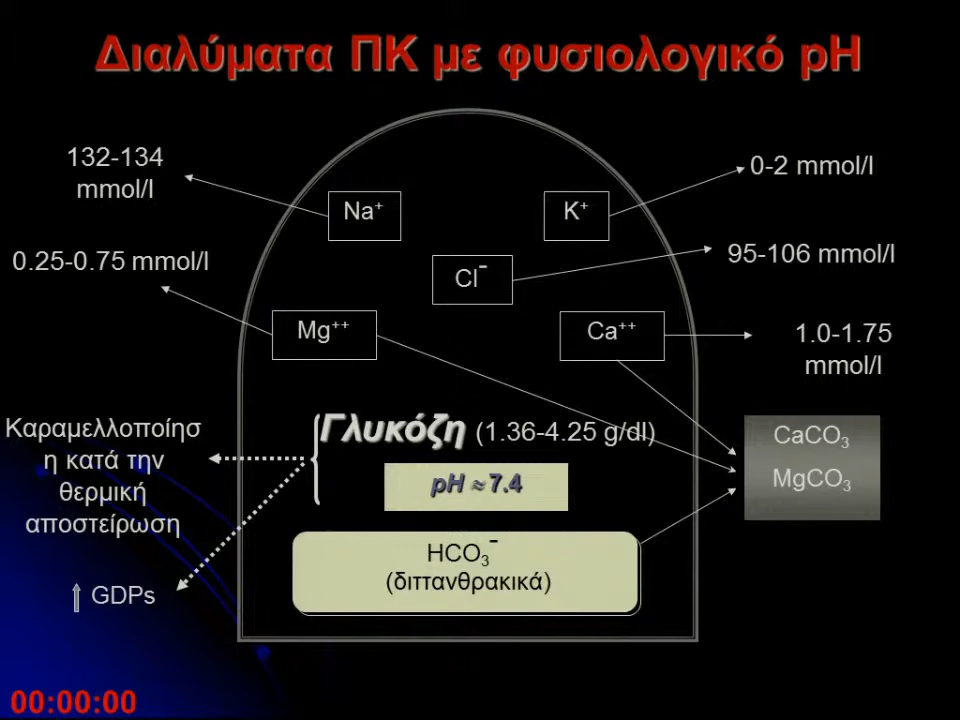 Διαλύματα ΠΚ με φυσιολογικό pH
132-134
mmol/l
0-2 mmol/l
Na⁺
K⁺
0.25-0.75 mmol/l
Cl⁻
95-106 mmol/l
Mg⁺⁺
Ca⁺⁺
1.0-1.75
mmol/l
Καραμελλοποίησ
η κατά την
θερμική
αποστείρωση
Γλυκόζη (1.36-4.25 g/dl)
CaCO₃
MgCO₃
pH ≈ 7.4
HCO₃⁻
(διττανθρακικά)
GDPs
00:00:00